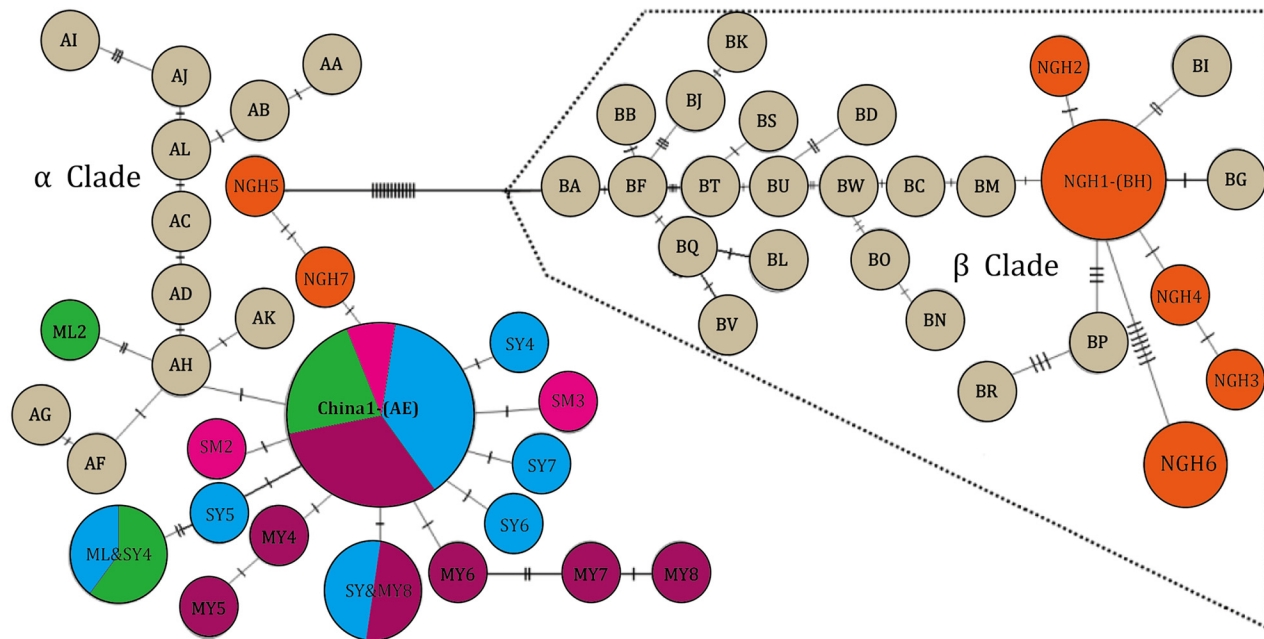 AI
AJ
AA
AB
AL
α Clade
NGH5
AC
NGH7
AD
AK
ML2
AH
AG
AF
China1-(AE)
SY4
SM3
SM2
SY7
SY5
SY6
ML&SY4
MY4
MY5
SY&MY8
MY6
MY7
MY8
BK
BJ
BB
BS
BD
BA
BF
BT
BU
BW
BC
BM
BQ
BL
BV
BO
BN
NGH2
BI
NGH1-(BH)
BG
β Clade
NGH4
BP
BR
NGH3
NGH6